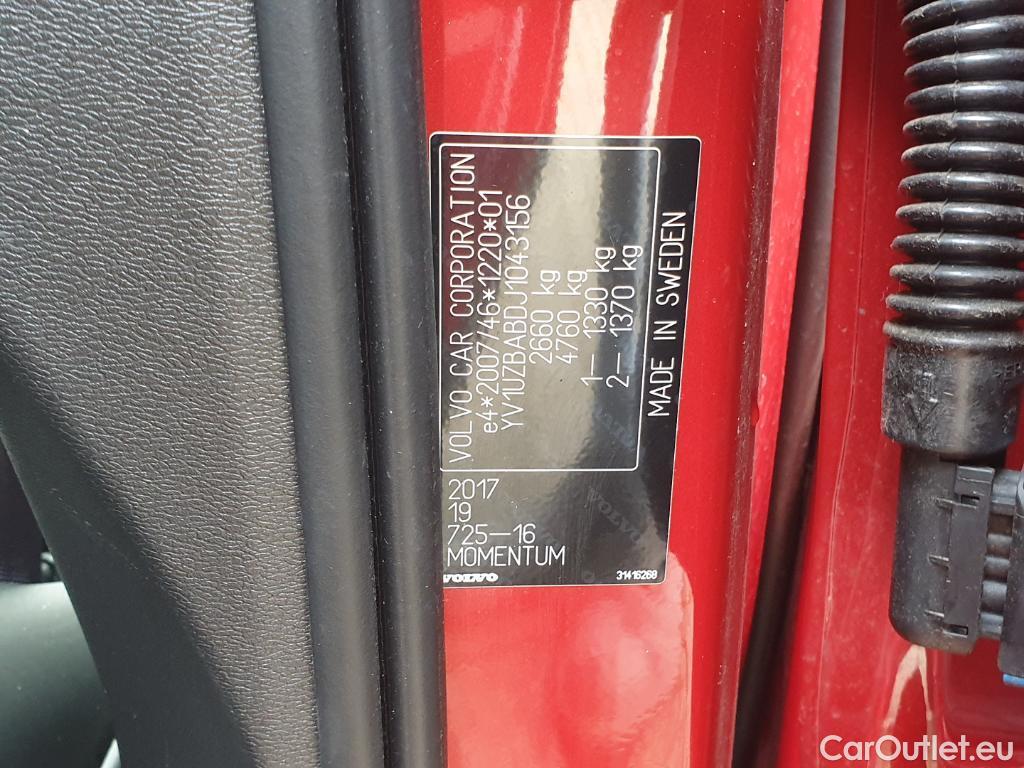 VOLVO CAR CORPORATION
e4*2007/46*1220*01
YV1UZBABDJ1043156
2660 kg
4760 kg
1— 1330 kg
2— 1370 kg
MADE IN SWEDEN
2017
19
725—16
MOMENTUM
VOLVO
31416268
CarOutlet.eu